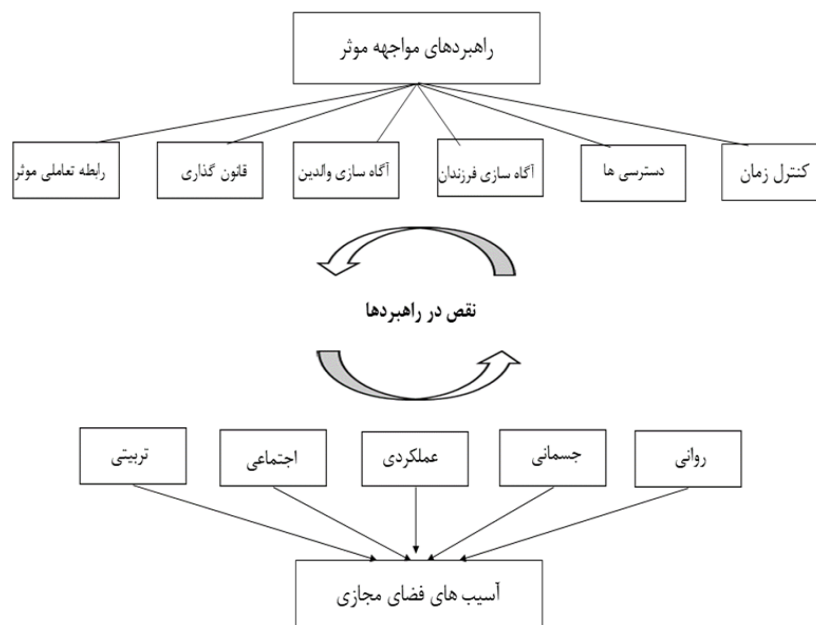 راهبردهای مواجهه موثر
کنترل زمان
دسترسی ها
آگاه سازی فرزندان
آگاه سازی والدین
قانون گذاری
رابطه تعاملی موثر
نقص در راهبردها
روانی
جسمانی
عملکردی
اجتماعی
تربیتی
آسیب های فضای مجازی